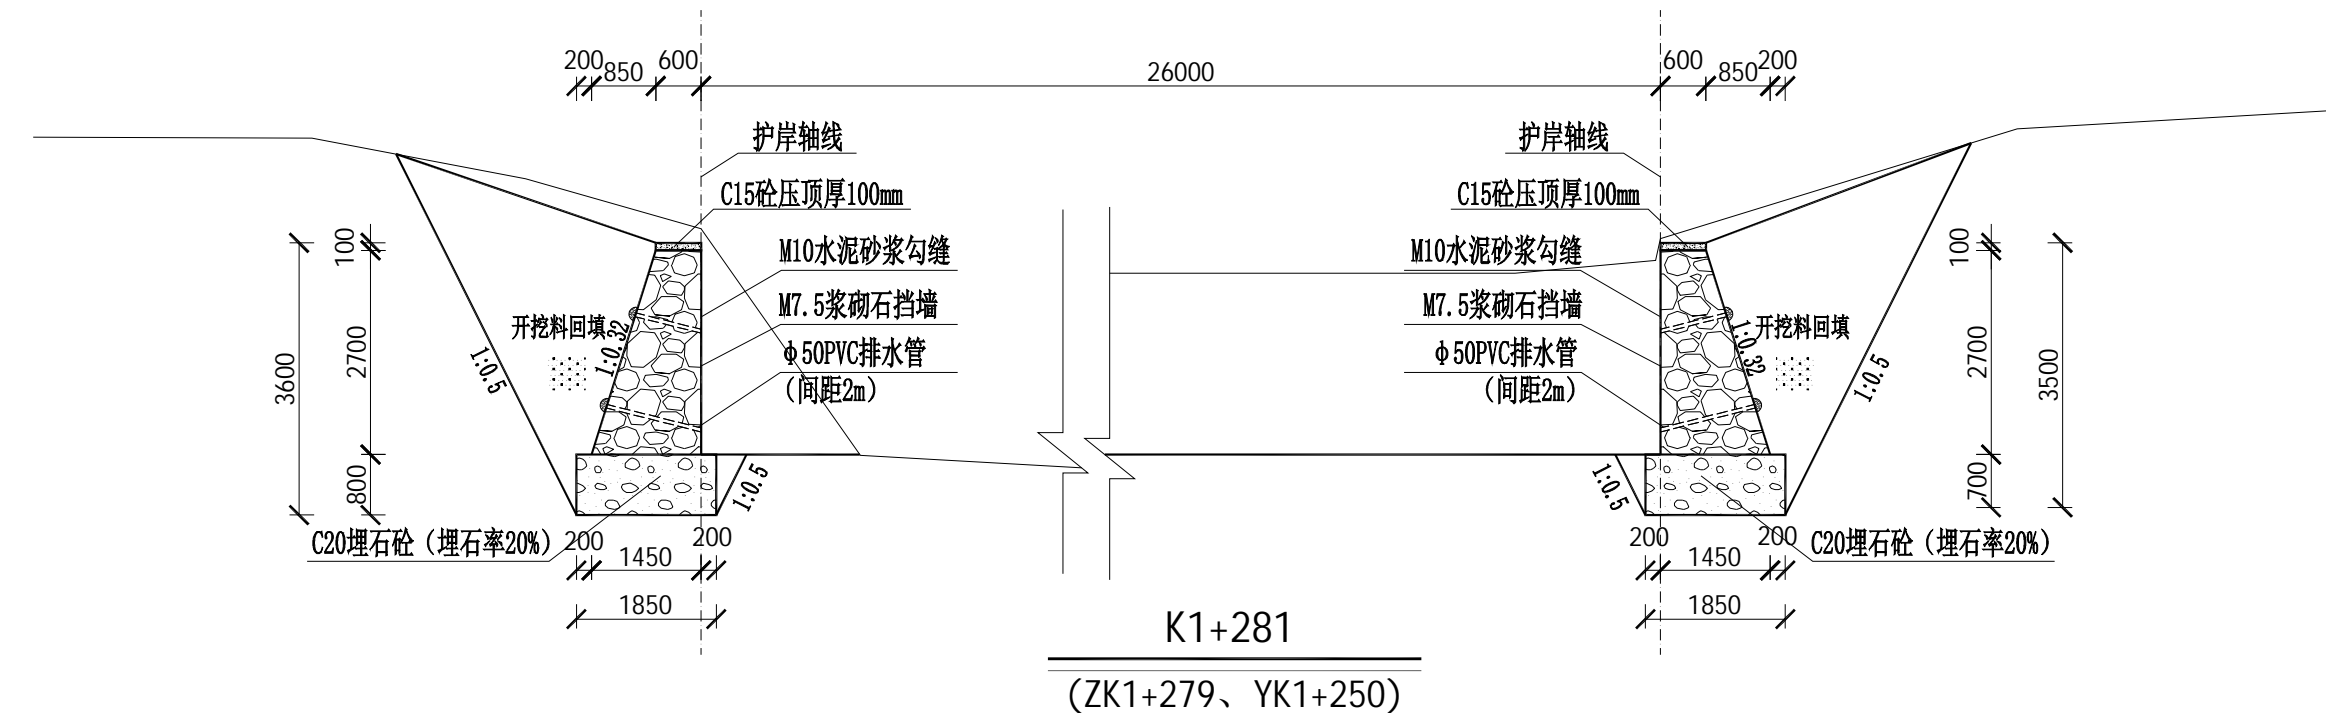 200 850 600 26000 600 850 200
护岸轴线 护岸轴线
C15砼压顶厚100mm C15砼压顶厚100mm
M10水泥砂浆勾缝 M10水泥砂浆勾缝
M7.5浆砌石挡墙 M7.5浆砌石挡墙
开挖料回填 开挖料回填
φ50PVC排水管 φ50PVC排水管
(间距2m) (间距2m)
100 100
2700 2700
3600 3500
800 700
1:0.5 1:0.32 1:0.32 1:0.5
1:0.5 1:0.5
C20埋石砼（埋石率20%） C20埋石砼（埋石率20%）
200 200 200 200
1450 1450
1850 1850
K1+281
(ZK1+279、YK1+250)